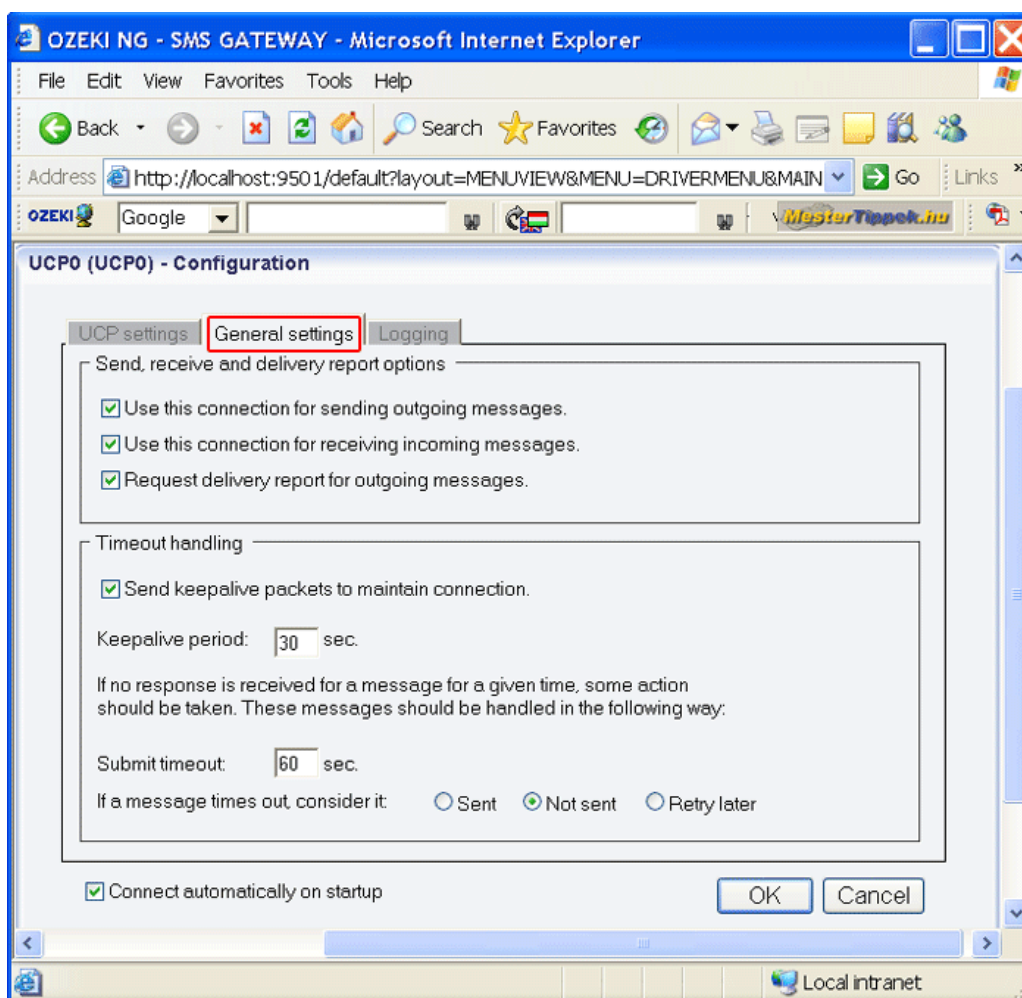 OZEKI NG - SMS GATEWAY - Microsoft Internet Explorer
File Edit View Favorites Tools Help
Back Search Favorites
Address http://localhost:9501/default?layout=MENUVIEW&MENU=DRIVERMENU&MAIN Go Links »
OZEKI Google MesterTippek.hu
UCP0 (UCP0) - Configuration
UCP settings General settings Logging
Send, receive and delivery report options
Use this connection for sending outgoing messages.
Use this connection for receiving incoming messages.
Request delivery report for outgoing messages.
Timeout handling
Send keepalive packets to maintain connection.
Keepalive period: 30 sec.
If no response is received for a message for a given time, some action
should be taken. These messages should be handled in the following way:
Submit timeout: 60 sec.
If a message times out, consider it: Sent Not sent Retry later
Connect automatically on startup OK Cancel
Local intranet